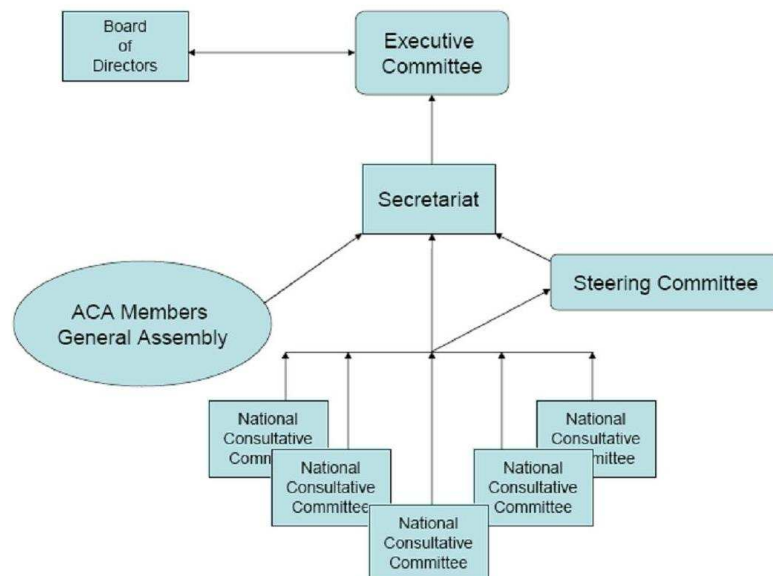 Board
of
Directors
Executive
Committee
Secretariat
Steering Committee
ACA Members
General Assembly
National
Consultative
National
Consultative
Committee
National
Consultative
Committee
National
Consultative
Committee
National
Consultative